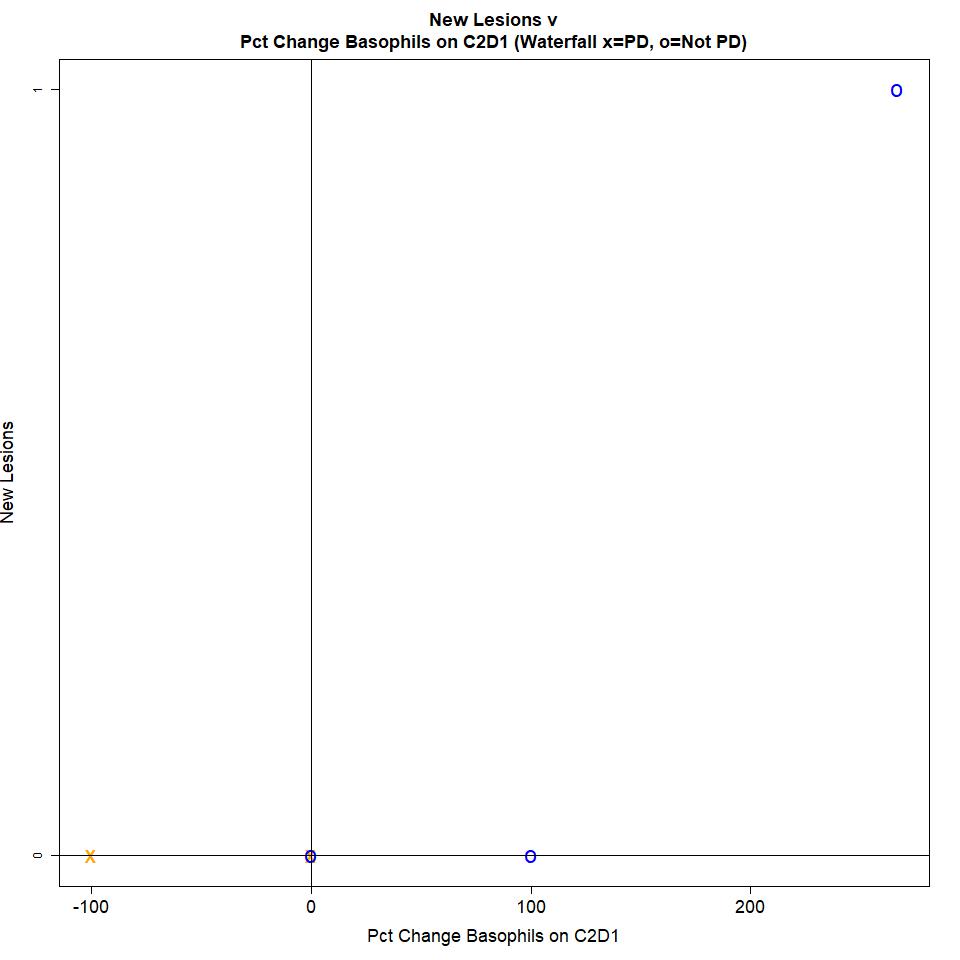 New Lesions v
Pct Change Basophils on C2D1 (Waterfall x=PD, o=Not PD)
1
New Lesions
0
x
x
o
o
o
-100
0
100
200
Pct Change Basophils on C2D1